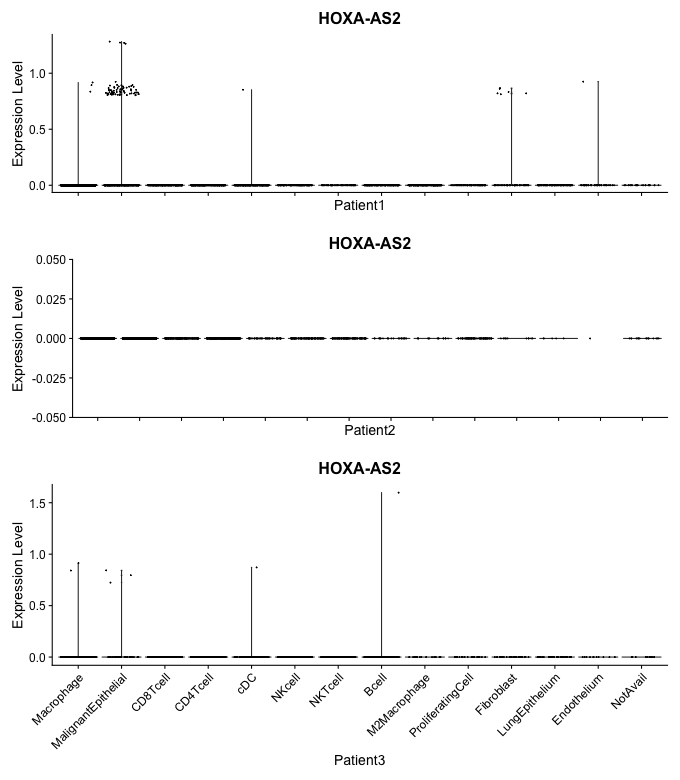 HOXA-AS2
Expression Level
1.0
0.5
0.0
Patient1
HOXA-AS2
Expression Level
0.050
0.025
0.000
-0.025
-0.050
Patient2
HOXA-AS2
Expression Level
1.5
1.0
0.5
0.0
Macrophage
MalignantEpithelial
CD8Tcell
CD4Tcell
cDC
NKcell
NKTcell
Bcell
M2Macrophage
ProliferatingCell
Fibroblast
LungEpithelium
Endothelium
NotAvail
Patient3